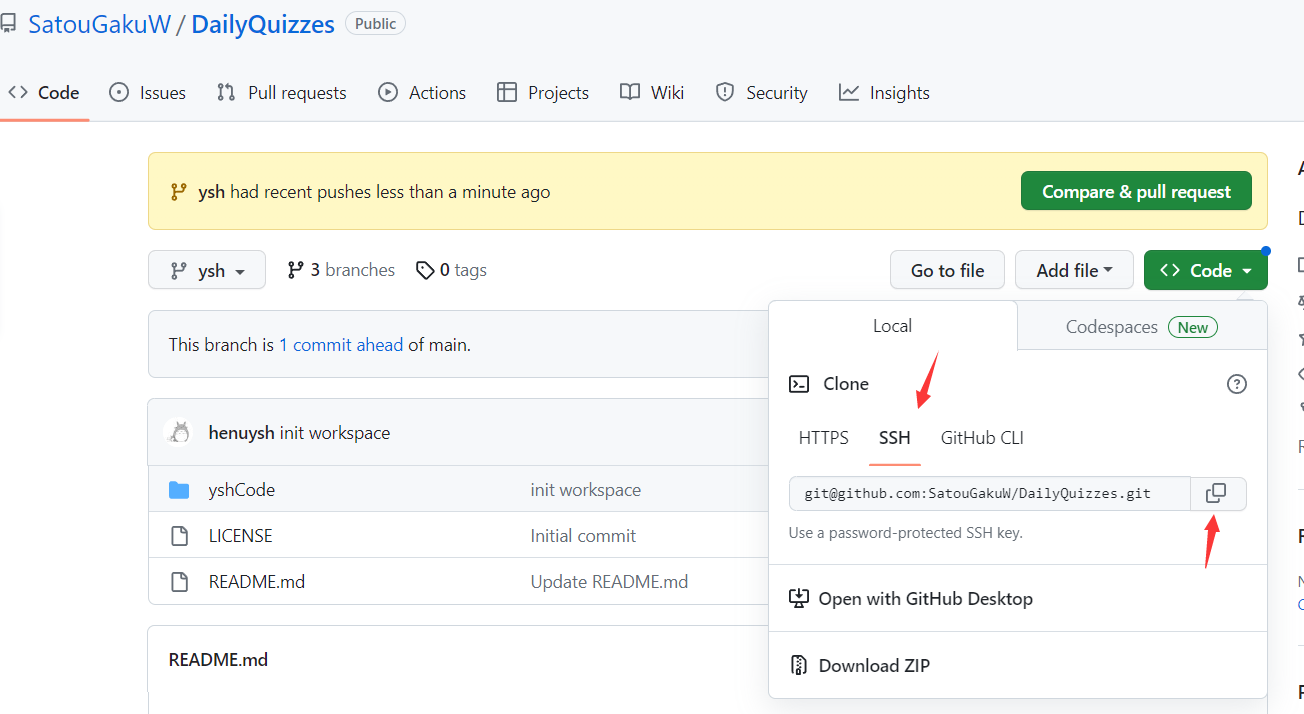 SatouGakuW / DailyQuizzes Public
Code Issues Pull requests Actions Projects Wiki Security Insights
ysh had recent pushes less than a minute ago Compare & pull request
ysh 3 branches 0 tags Go to file Add file Code
Local Codespaces New
This branch is 1 commit ahead of main.
Clone
henuysh init workspace
HTTPS SSH GitHub CLI
yshCode init workspace
git@github.com:SatouGakuW/DailyQuizzes.git
LICENSE Initial commit
Use a password-protected SSH key.
README.md Update README.md
Open with GitHub Desktop
README.md
Download ZIP